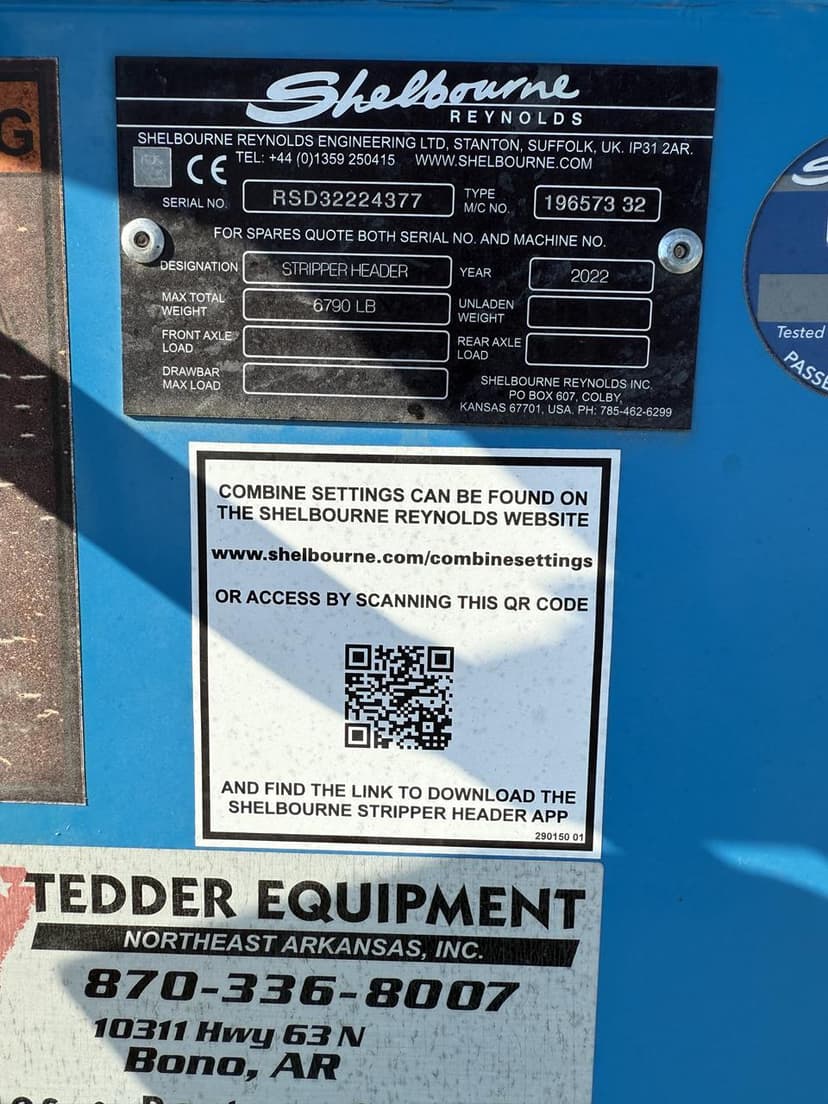 G
Shelbourne
REYNOLDS
SHELBOURNE REYNOLDS ENGINEERING LTD, STANTON, SUFFOLK, UK. IP31 2AR.
CE TEL: +44 (0)1359 250415 WWW.SHELBOURNE.COM
SERIAL NO. RSD32224377 TYPE M/C NO. 196573 32
FOR SPARES QUOTE BOTH SERIAL NO. AND MACHINE NO.
DESIGNATION STRIPPER HEADER YEAR 2022
MAX TOTAL WEIGHT 6790 LB UNLADEN WEIGHT
FRONT AXLE LOAD REAR AXLE LOAD
DRAWBAR MAX LOAD
SHELBOURNE REYNOLDS INC.
PO BOX 607, COLBY,
KANSAS 67701, USA. PH: 785-462-6299
Tested
COMBINE SETTINGS CAN BE FOUND ON
THE SHELBOURNE REYNOLDS WEBSITE
www.shelbourne.com/combinesettings
OR ACCESS BY SCANNING THIS QR CODE
AND FIND THE LINK TO DOWNLOAD THE
SHELBOURNE STRIPPER HEADER APP
290150 01
TEDDER EQUIPMENT
NORTHEAST ARKANSAS, INC.
870-336-8007
10311 Hwy 63 N
Bono, AR